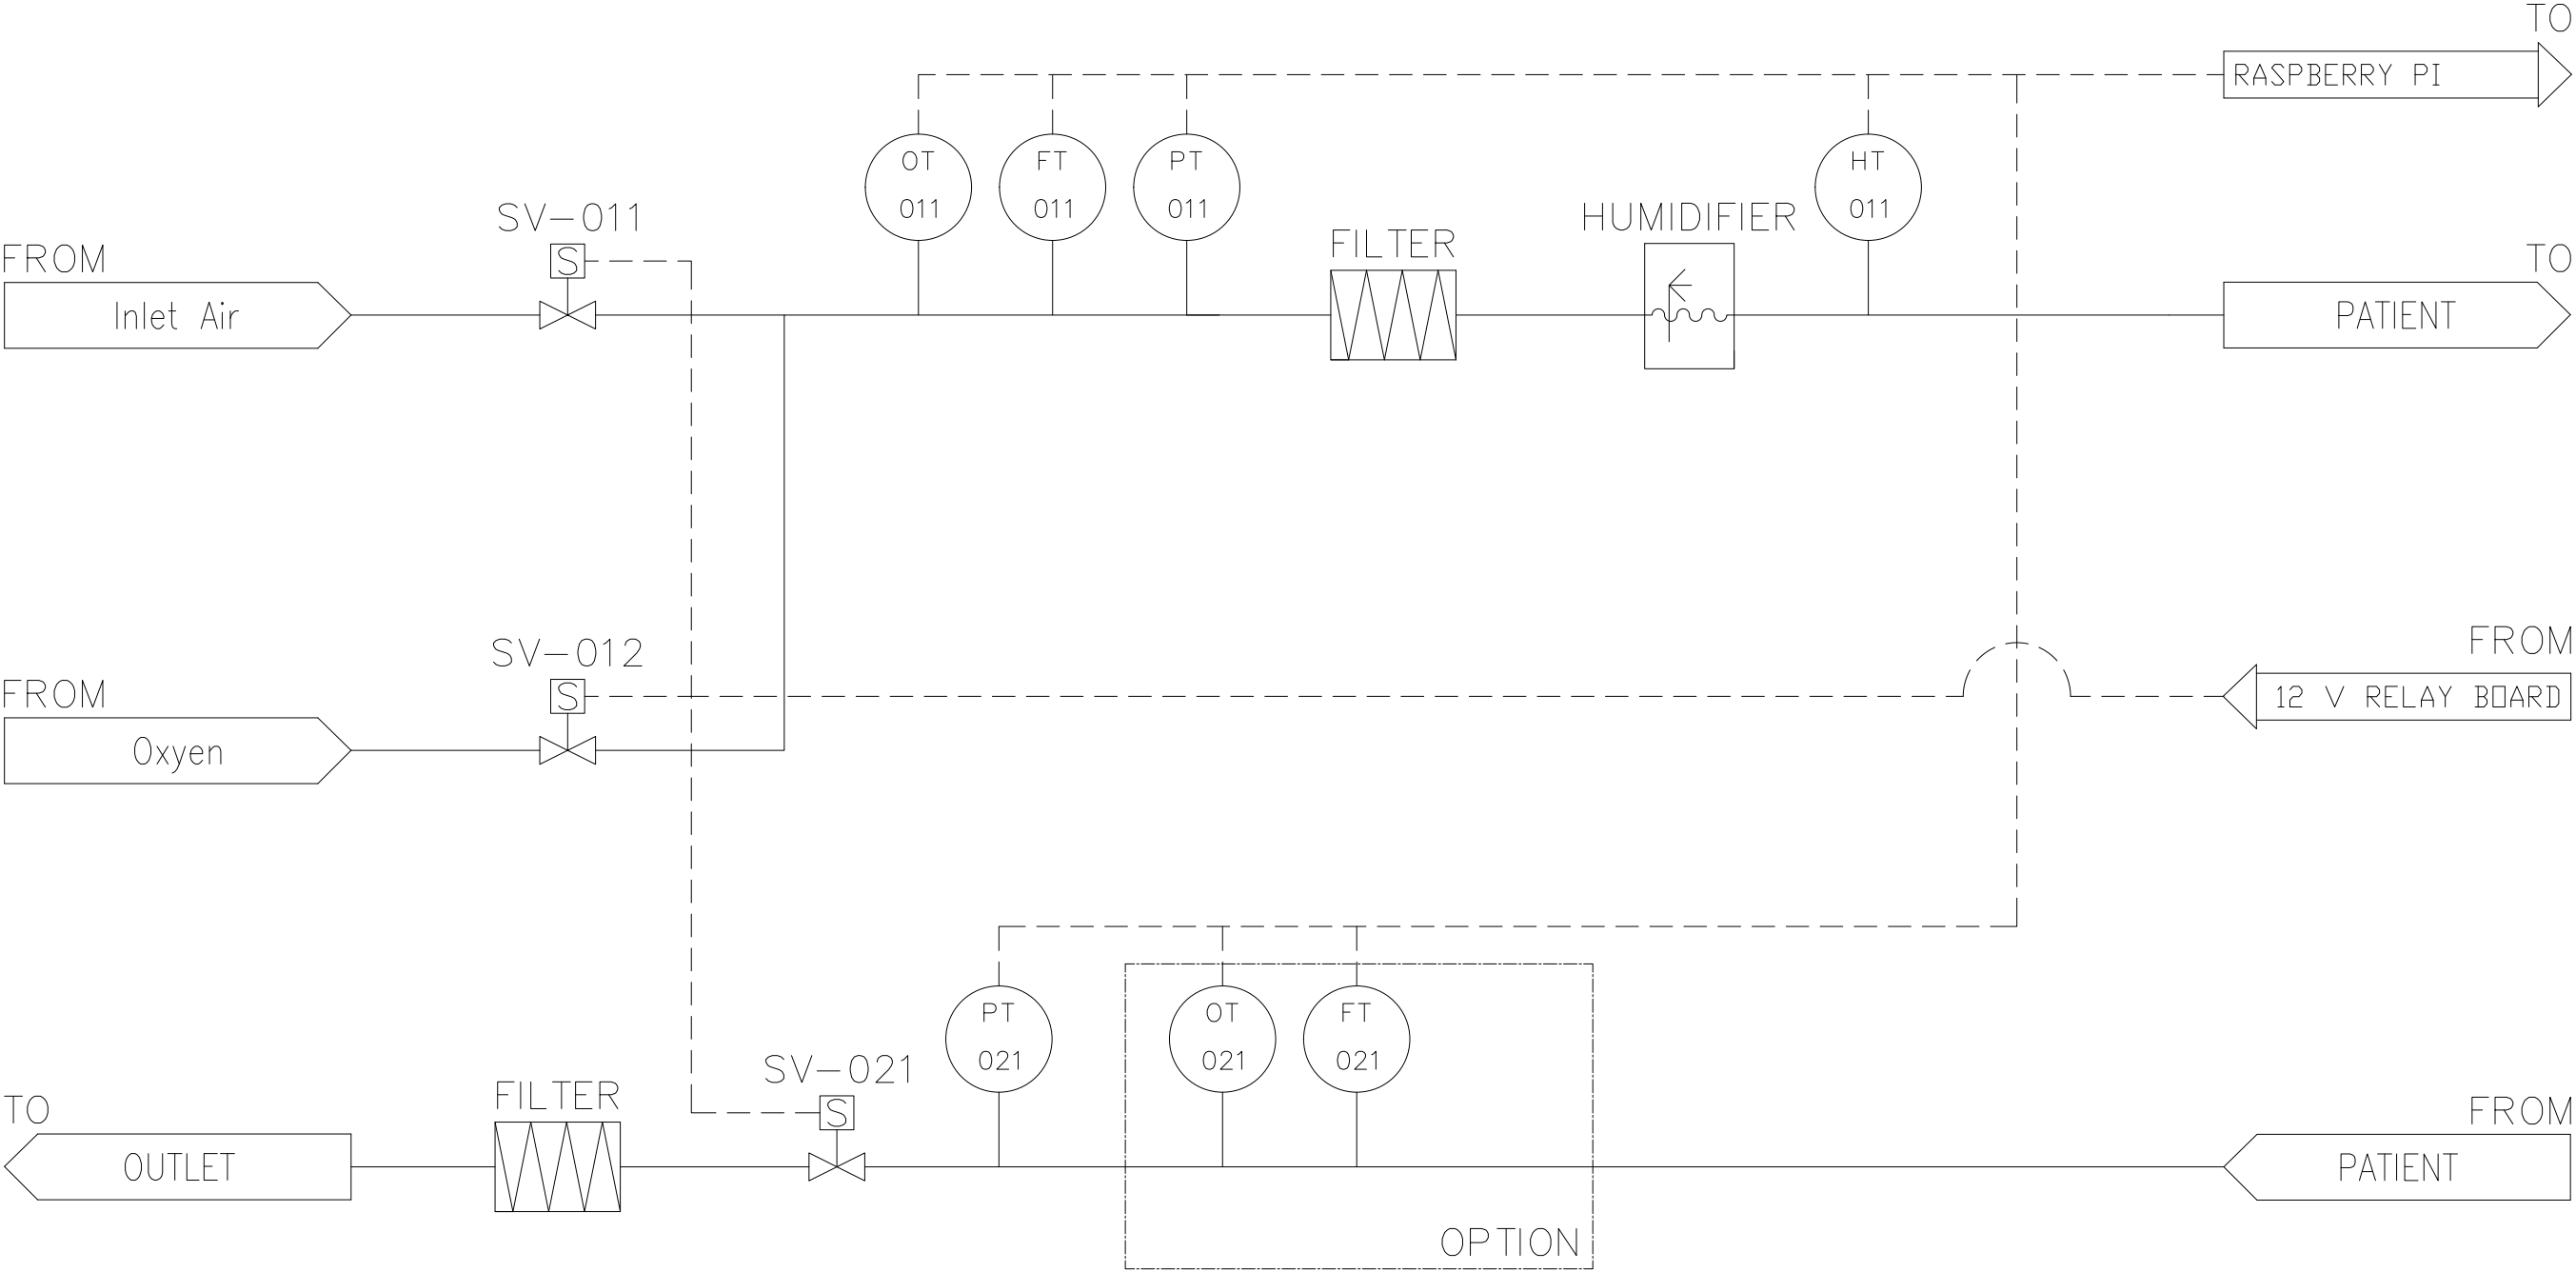 TO
RASPBERRY PI
OT
011
FT
011
PT
011
HT
011
SV-011
FILTER
HUMIDIFIER
FROM
Inlet Air
TO
PATIENT
SV-012
FROM
Oxyen
FROM
12 V RELAY BOARD
PT
021
OT
021
FT
021
SV-021
FILTER
TO
OUTLET
FROM
PATIENT
OPTION
S
S
S